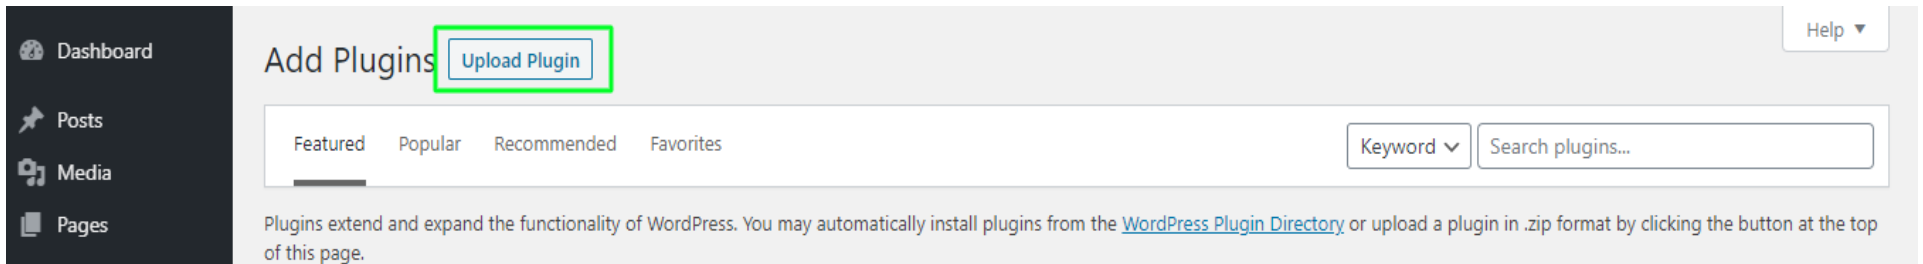 Dashboard
Posts
Media
Pages
Help
Add Plugins
Upload Plugin
Featured
Popular
Recommended
Favorites
Keyword
Search plugins...
Plugins extend and expand the functionality of WordPress. You may automatically install plugins from the WordPress Plugin Directory or upload a plugin in .zip format by clicking the button at the top
of this page.